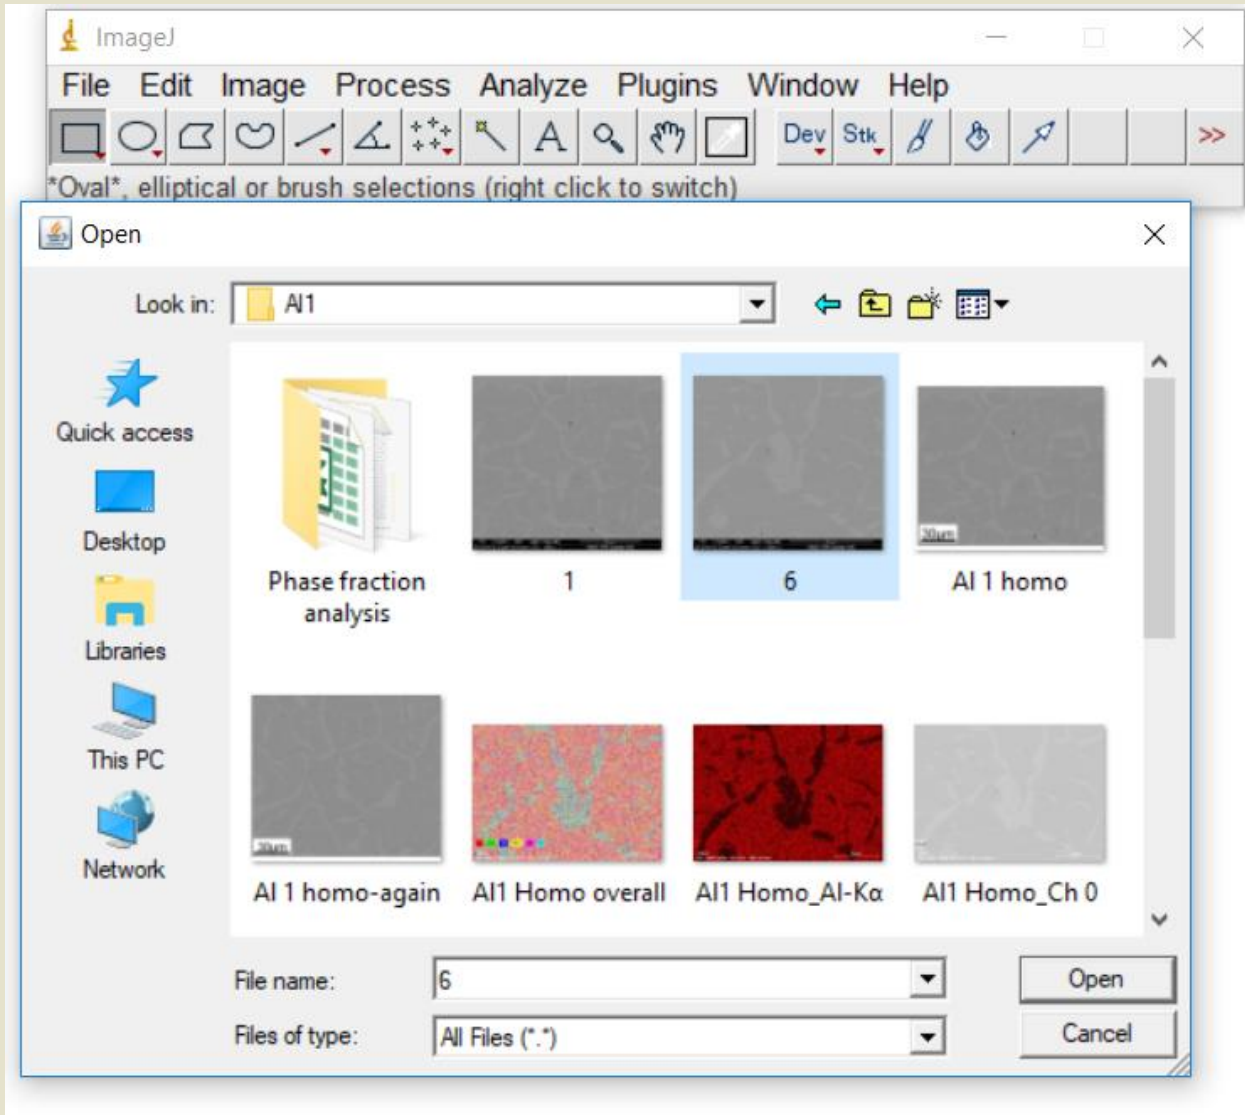 ImageJ
File Edit Image Process Analyze Plugins Window Help
A Dev Stk >>
*Oval*, elliptical or brush selections (right click to switch)
Open
Look in: Al1
Quick access
Desktop
Libraries
This PC
Network
Phase fraction
analysis
1
6
30µm
Al 1 homo
30µm
Al 1 homo-again
Al1 Homo overall
Al1 Homo_Al-Kα
Al1 Homo_Ch 0
File name: 6
Open
Files of type: All Files (*.*)
Cancel